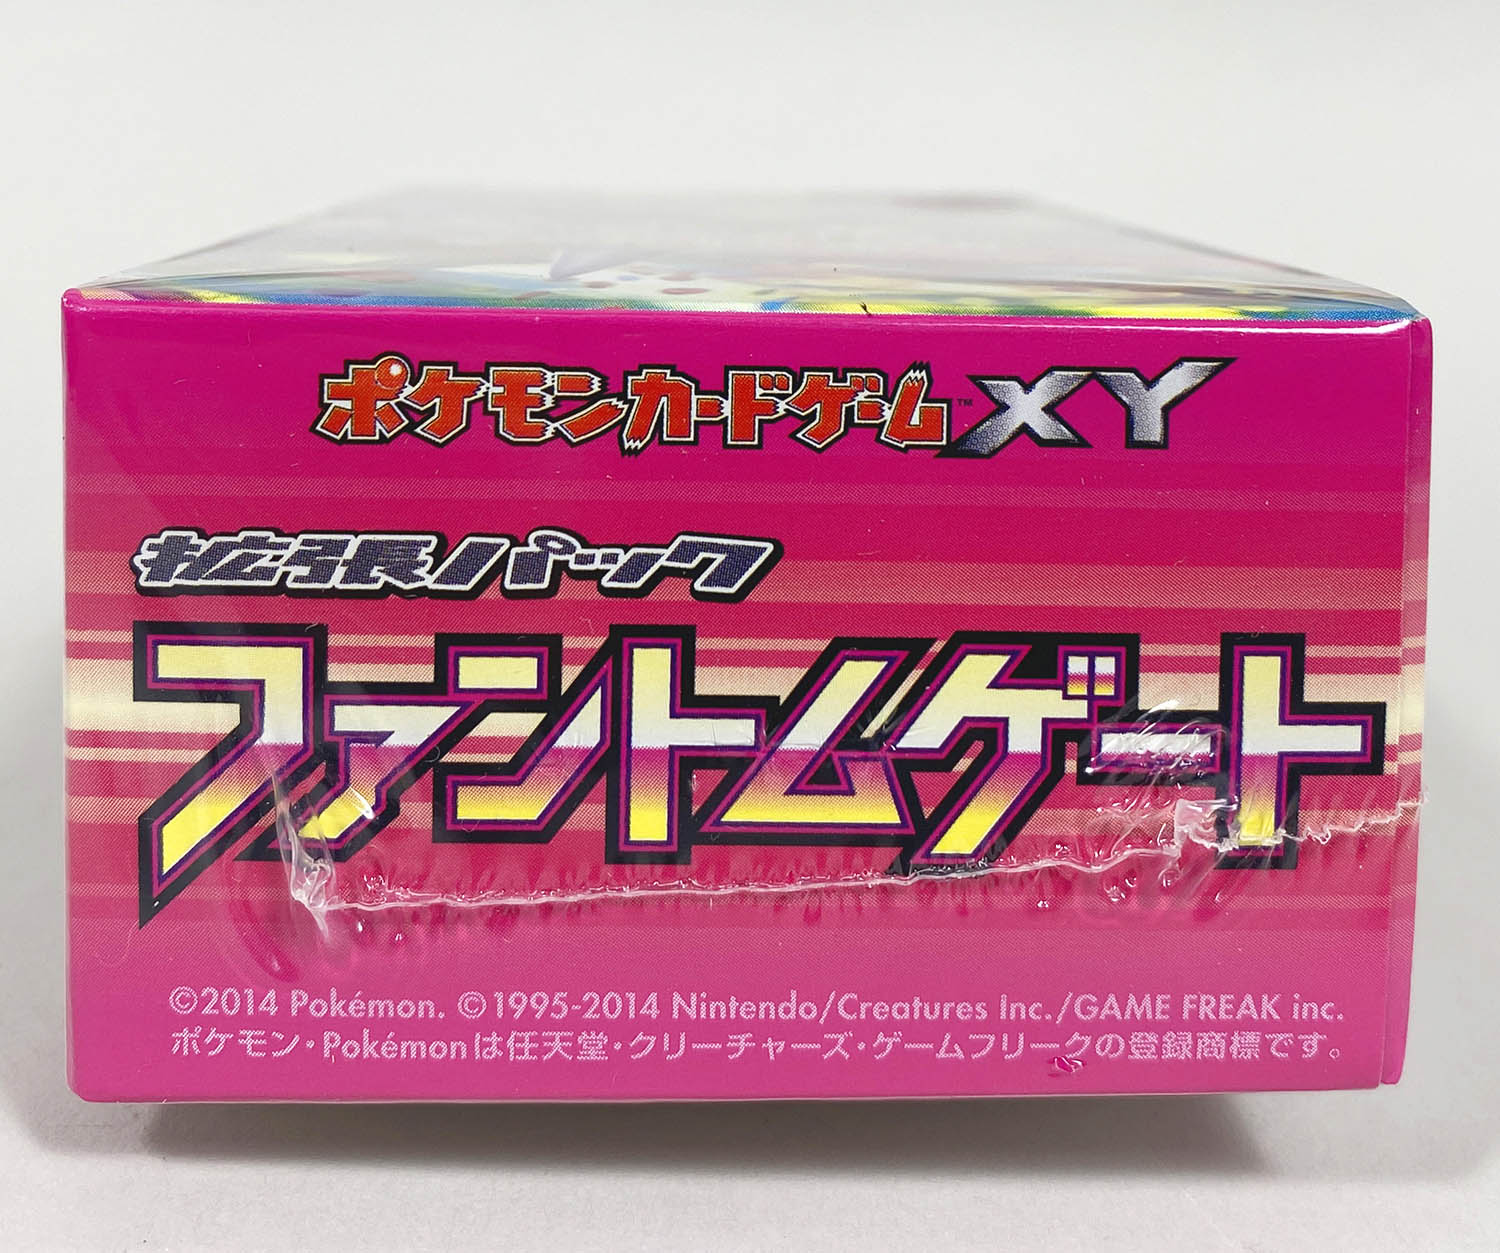 ポケモンカードゲーム™ XY
拡張パック
ファントムゲート
©2014 Pokémon. ©1995-2014 Nintendo/Creatures Inc./GAME FREAK inc.
ポケモン・Pokémonは任天堂・クリーチャーズ・ゲームフリークの登録商標です。